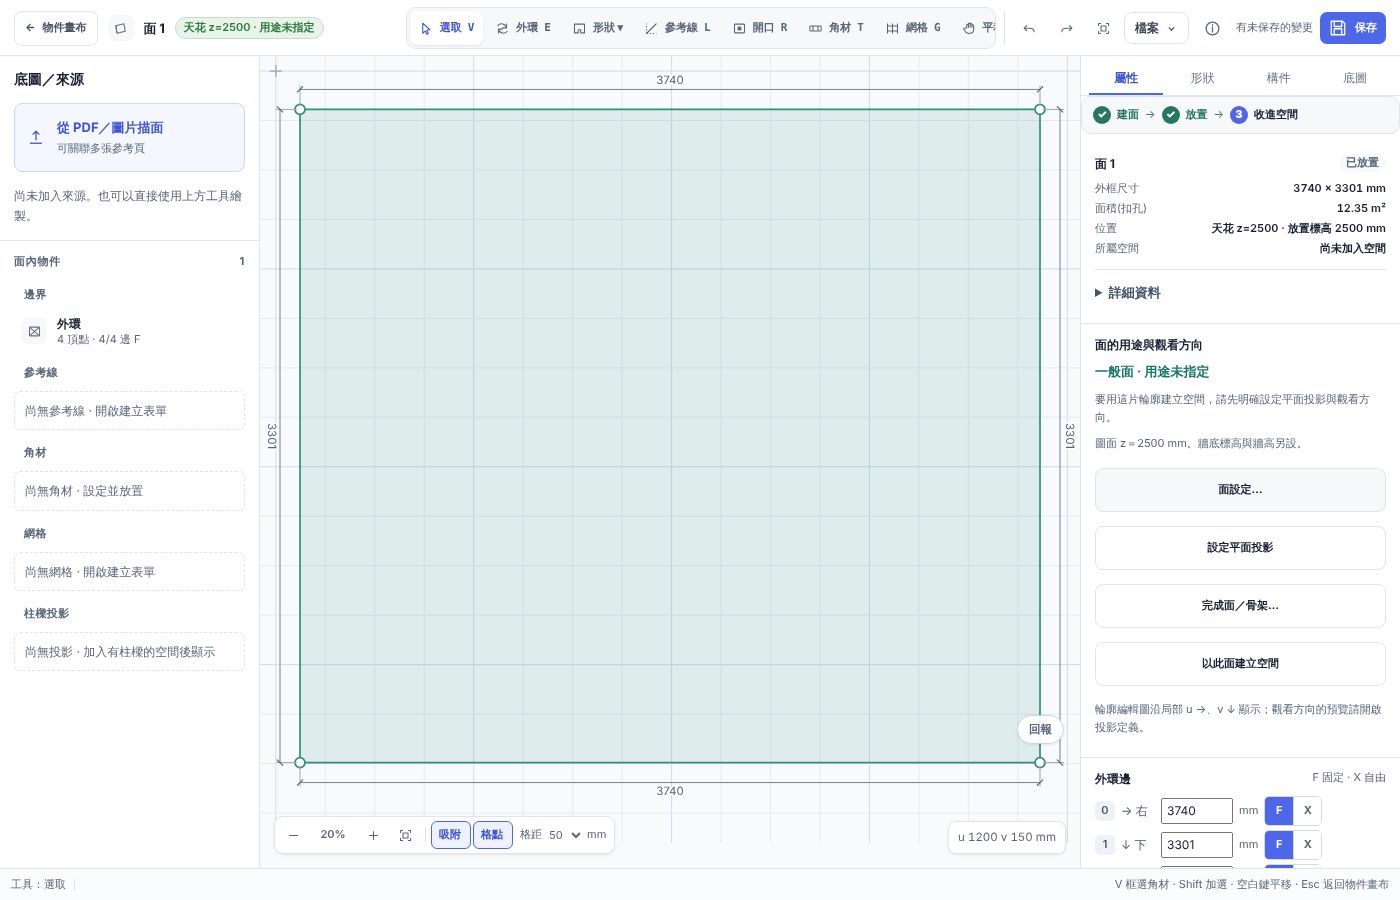 物件畫布
面 1
天花 z=2500 · 用途未指定
選取 V
外環 E
形狀▾
參考線 L
開口 R
角材 T
網格 G
檔案
有未保存的變更
保存
底圖／來源
從 PDF／圖片描面
可關聯多張參考頁
尚未加入來源。也可以直接使用上方工具繪
製。
面內物件
1
邊界
外環
4 頂點 · 4/4 邊 F
參考線
尚無參考線 · 開啟建立表單
角材
尚無角材 · 設定並放置
網格
尚無網格 · 開啟建立表單
柱樑投影
尚無投影 · 加入有柱樑的空間後顯示
3740
3301
3301
3740
回報
20%
吸附
格點
格距 50 mm
u 1200 v 150 mm
屬性
形狀
構件
底圖
建面 → 放置 → 3 收進空間
面 1
已放置
外框尺寸
3740 × 3301 mm
面積(扣孔)
12.35 m²
位置
天花 z=2500 · 放置標高 2500 mm
所屬空間
尚未加入空間
▶ 詳細資料
面的用途與觀看方向
一般面 · 用途未指定
要用這片輪廓建立空間，請先明確設定平面投影與觀看方
向。
圖面 z = 2500 mm。牆底標高與牆高另設。
面設定...
設定平面投影
完成面／骨架...
以此面建立空間
輪廓編輯圖沿局部 u →、v ↓ 顯示；觀看方向的預覽請開啟
投影定義。
外環邊
F 固定 · X 自由
0 → 右 3740 mm F X
1 ↓ 下 3301 mm F X
工具：選取
V 框選角材 · Shift 加選 · 空白鍵平移 · Esc 返回物件畫布